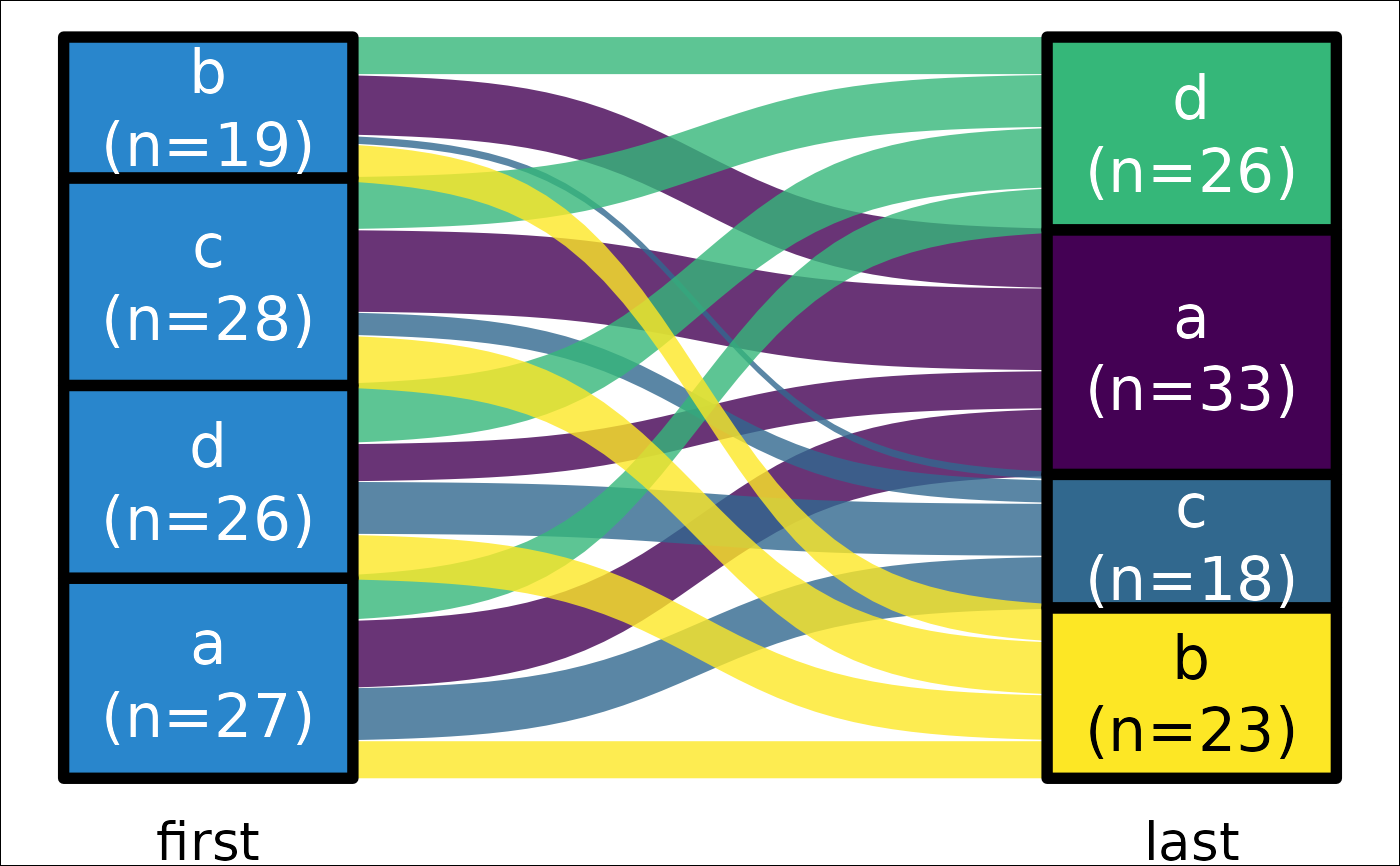 b
(n=19)
c
(n=28)
d
(n=26)
a
(n=27)
first
d
(n=26)
a
(n=33)
c
(n=18)
b
(n=23)
last